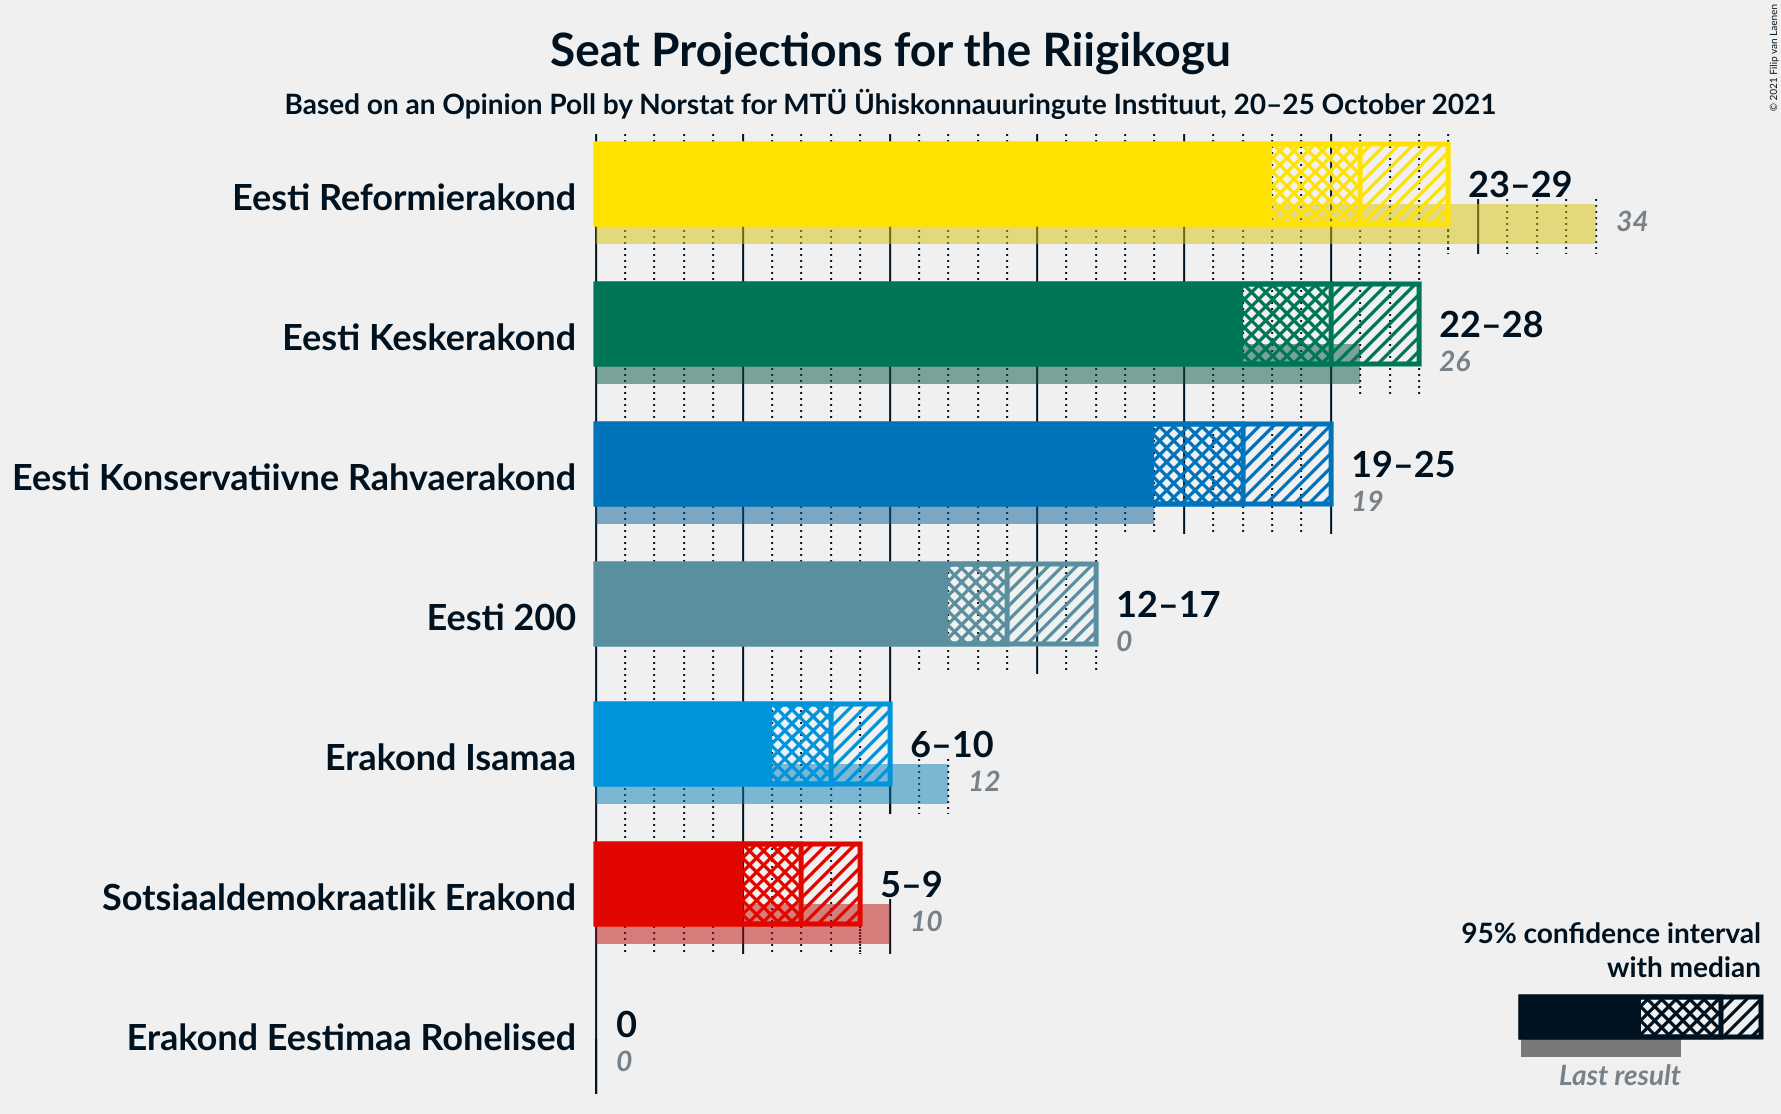 Seat Projections for the Riigikogu
Based on an Opinion Poll by Norstat for MTÜ Ühiskonnauuringute Instituut, 20–25 October 2021
© 2021 Filip van Laenen
Eesti Reformierakond
23–29
34
Eesti Keskerakond
22–28
26
Eesti Konservatiivne Rahvaerakond
19–25
19
Eesti 200
12–17
0
Erakond Isamaa
6–10
12
Sotsiaaldemokraatlik Erakond
5–9
10
Erakond Eestimaa Rohelised
0
0
95% confidence interval
with median
Last result